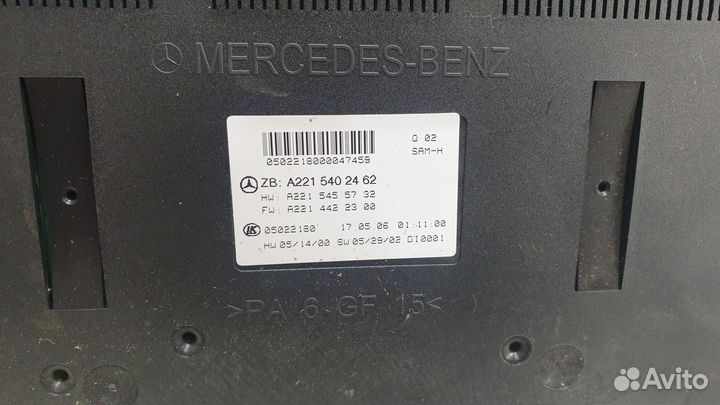 MERCEDES-BENZ
Q 02
SAM-H
0502218000047459
ZB: A221 540 24 62
HW: A221 545 57 32
FW: A221 442 23 00
05022180 17.05.06 01:11:00
HW 05/14/00 SW 05/29/02 DI0001
>PA 6-GF 15<
Avito